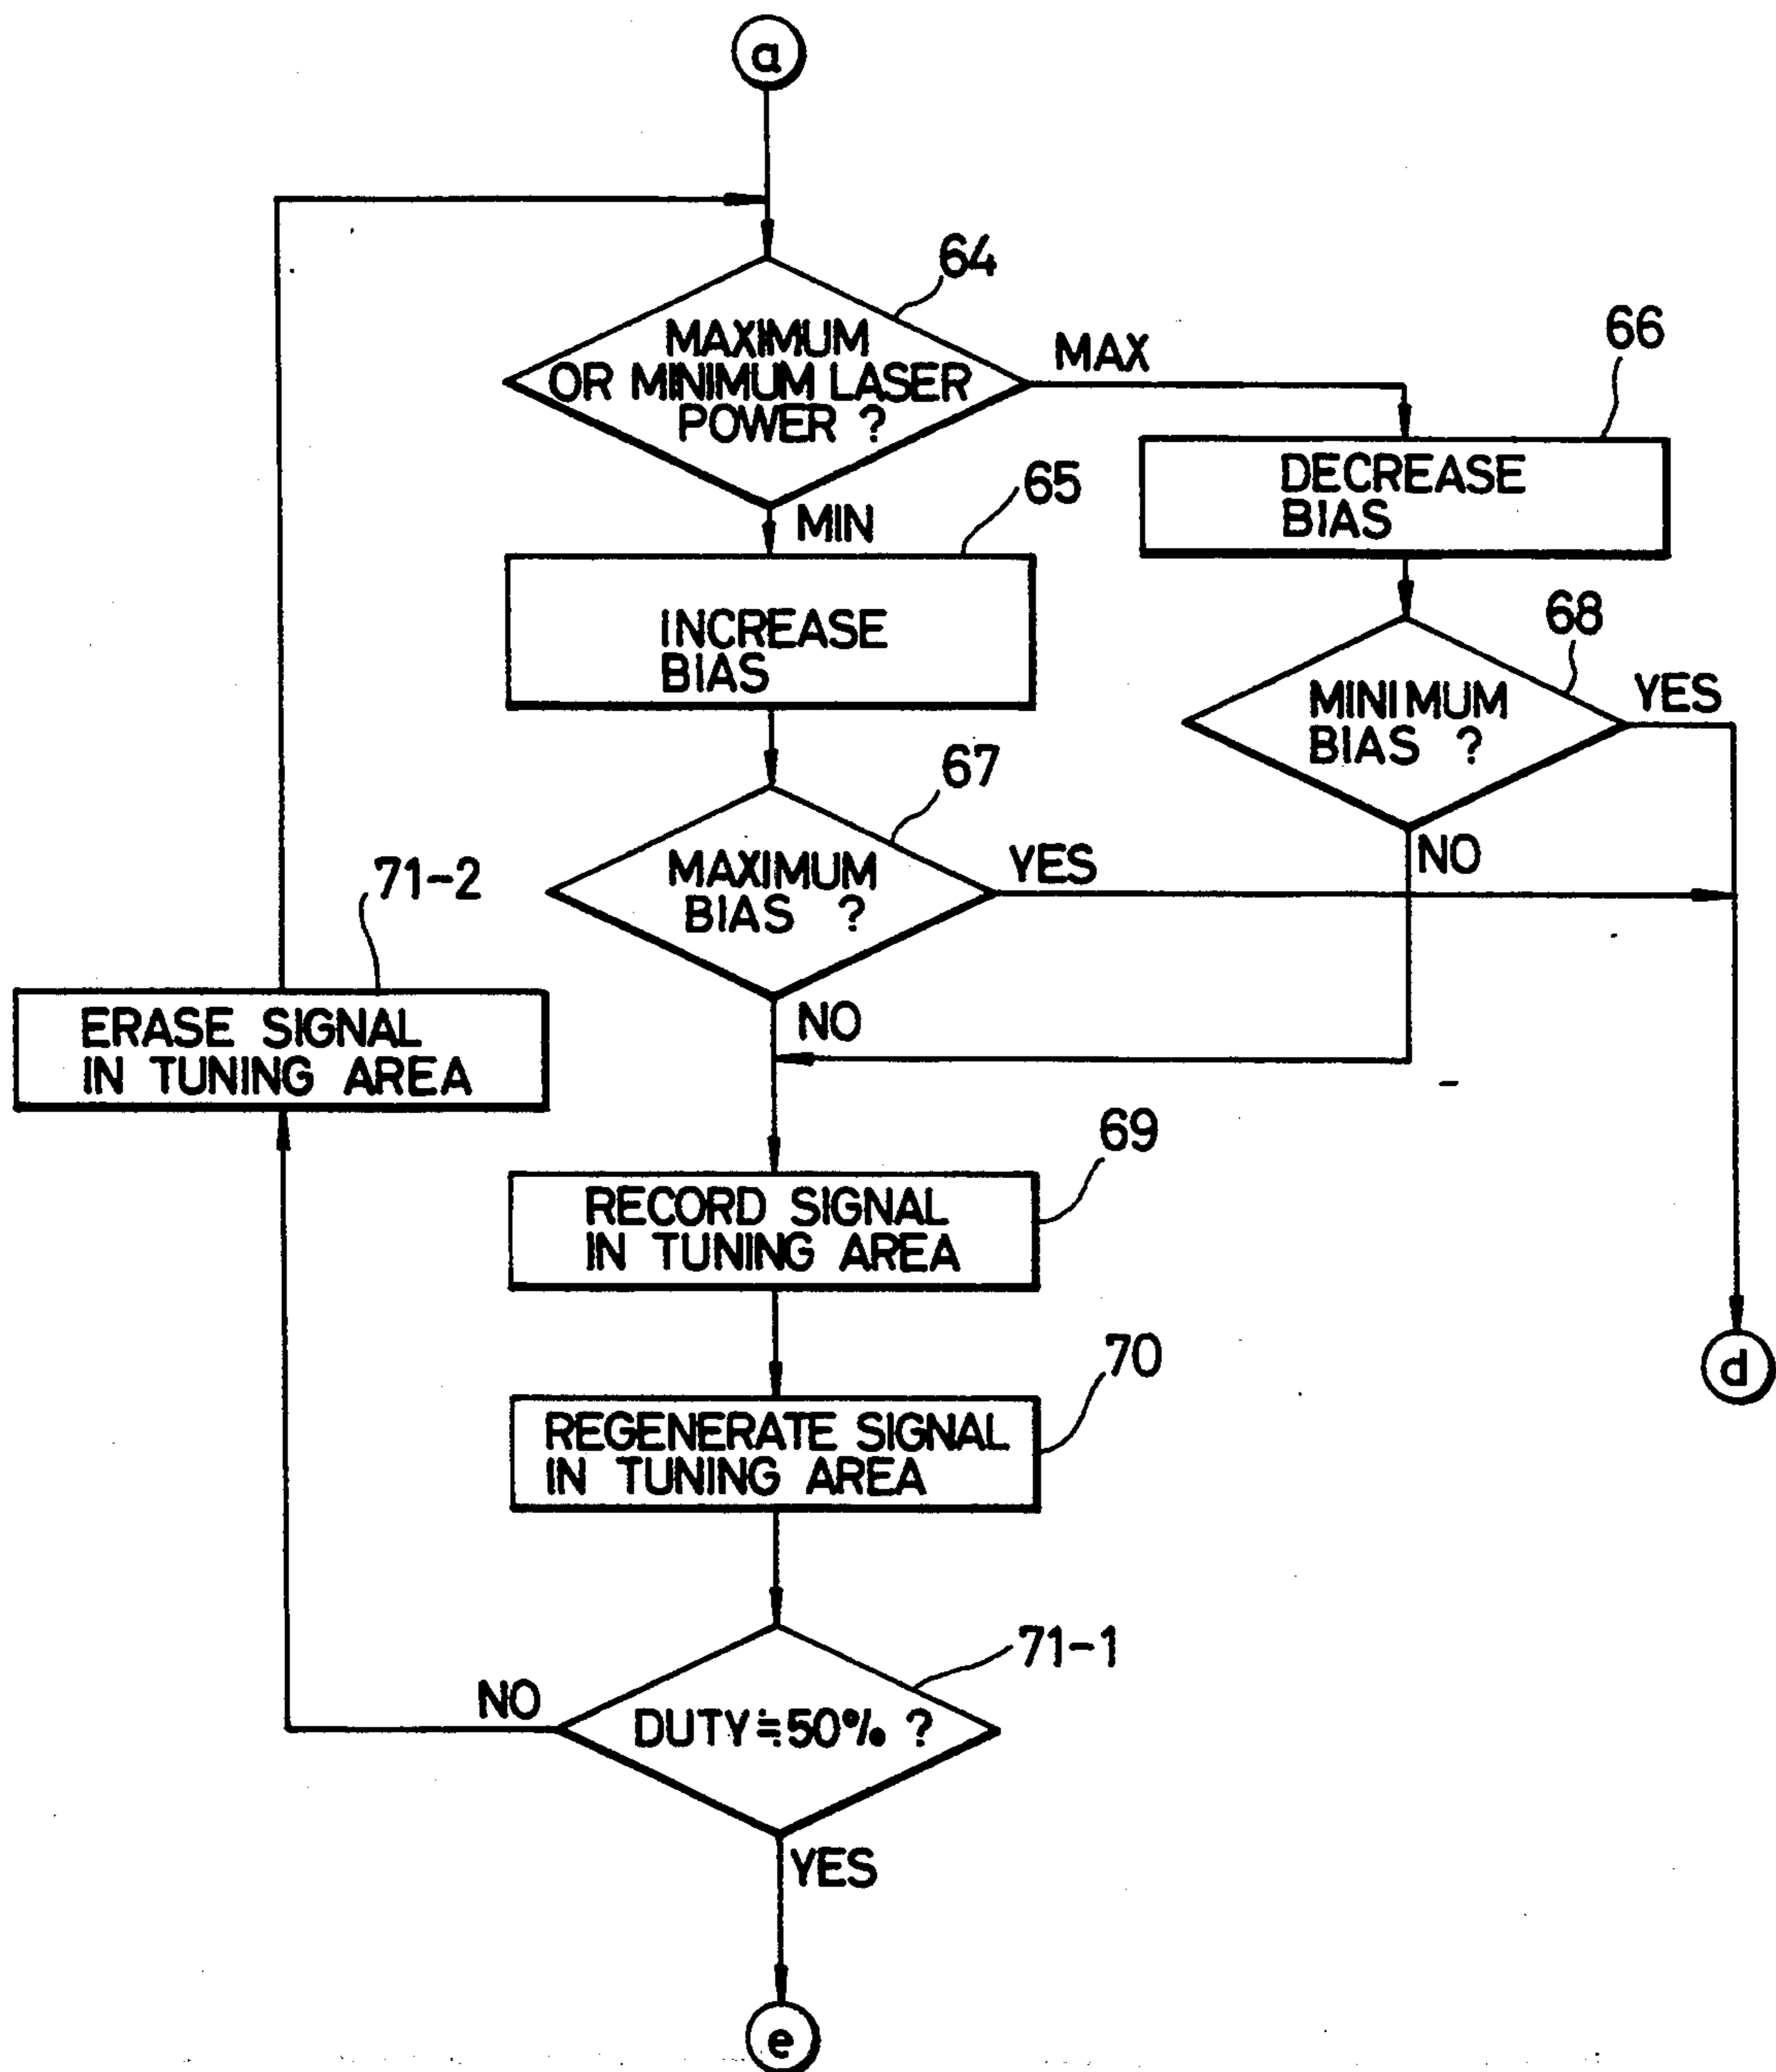 a
64
MAXIMUM
OR MINIMUM LASER
POWER ?
MAX
66
DECREASE
BIAS
MIN
65
INCREASE
BIAS
68
MINIMUM
BIAS ?
YES
NO
67
MAXIMUM
BIAS ?
YES
NO
71-2
ERASE SIGNAL
IN TUNING AREA
69
RECORD SIGNAL
IN TUNING AREA
70
REGENERATE SIGNAL
IN TUNING AREA
d
71-1
DUTY≒50% ?
NO
YES
e